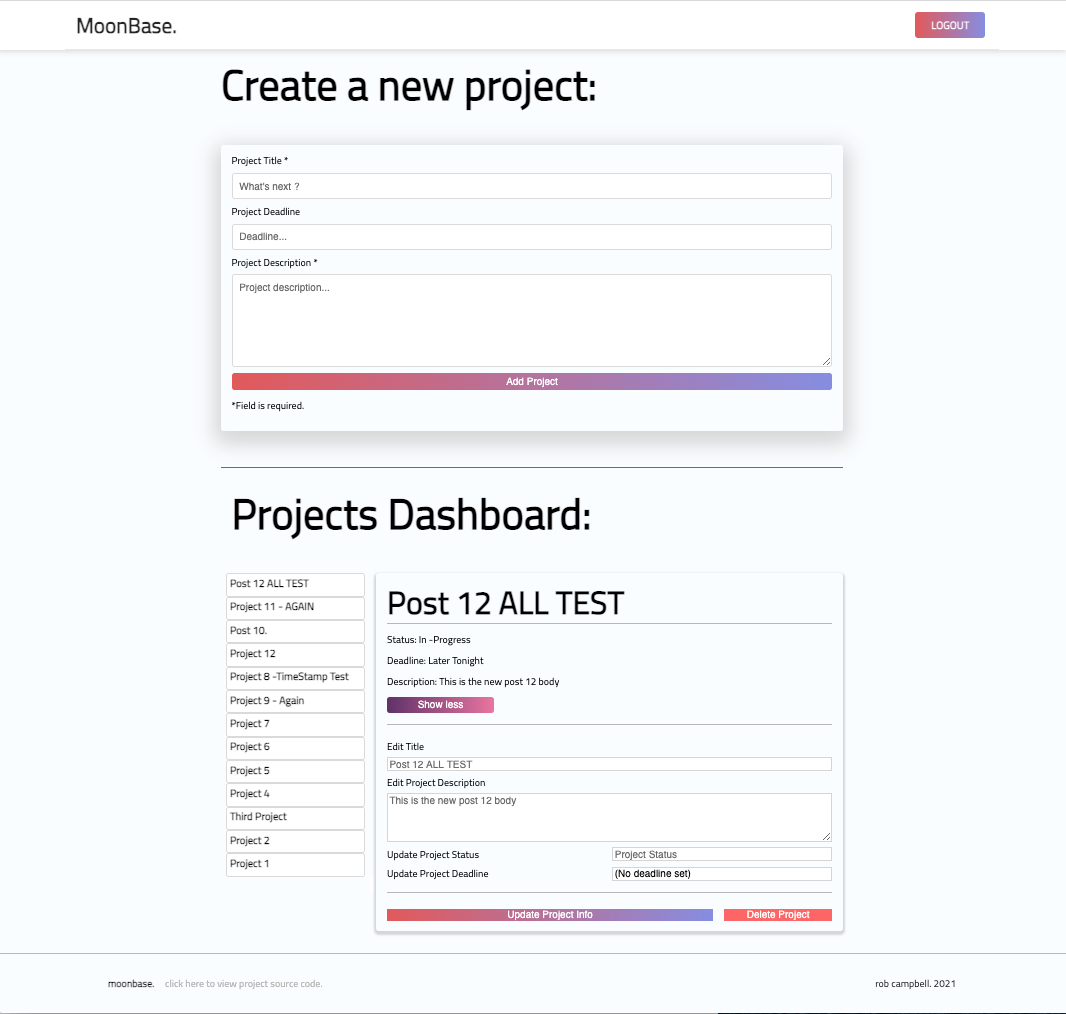 MoonBase.
LOGOUT
Create a new project:
Project Title *
What's next ?
Project Deadline
Deadline...
Project Description *
Project description...
Add Project
*Field is required.
Projects Dashboard:
Post 12 ALL TEST
Project 11 - AGAIN
Post 10.
Project 12
Project 8 -TimeStamp Test
Project 9 - Again
Project 7
Project 6
Project 5
Project 4
Third Project
Project 2
Project 1
Post 12 ALL TEST
Status: In -Progress
Deadline: Later Tonight
Description: This is the new post 12 body
Show less
Edit Title
Post 12 ALL TEST
Edit Project Description
This is the new post 12 body
Update Project Status
Project Status
Update Project Deadline
(No deadline set)
Update Project Info
Delete Project
moonbase.
click here to view project source code.
rob campbell. 2021